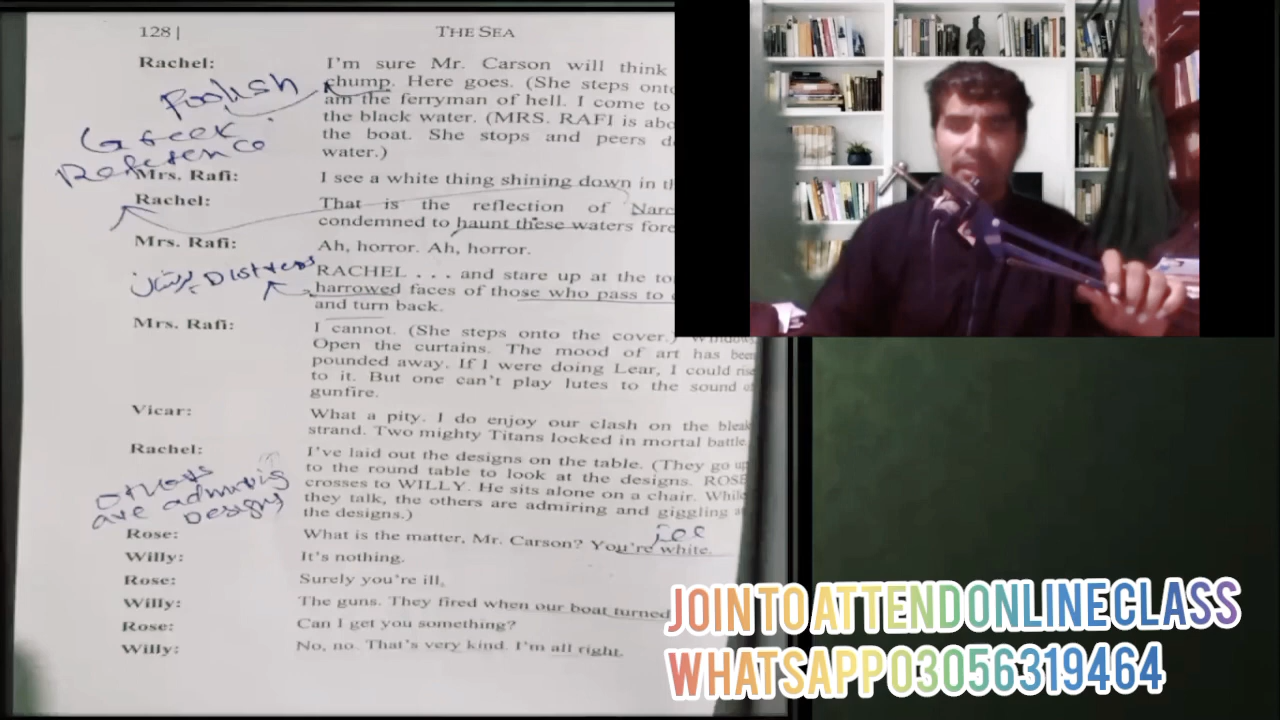 128 | THE SEA
Rachel: I'm sure Mr. Carson will think
chump. Here goes. (She steps onto
am the ferryman of hell. I come to
the black water. (MRS. RAFI is abo
the boat. She stops and peers d
water.)
foolish
Greek
Reference
Mrs. Rafi: I see a white thing shining down in th
Rachel: That is the reflection of Narc
condemned to haunt these waters fore
Mrs. Rafi: Ah, horror. Ah, horror.
Distress پریشان
RACHEL . . . and stare up at the to
harrowed faces of those who pass to
and turn back.
Mrs. Rafi: I cannot. (She steps onto the cover.) Windows.
Open the curtains. The mood of art has been
pounded away. If I were doing Lear, I could rise
to it. But one can't play lutes to the sound of
gunfire.
Vicar: What a pity. I do enjoy our clash on the bleak
strand. Two mighty Titans locked in mortal battle.
Rachel: I've laid out the designs on the table. (They go up
to the round table to look at the designs. ROSE
crosses to WILLY. He sits alone on a chair. While
they talk, the others are admiring and giggling at
the designs.)
others
are admiring
Designs
Rose: What is the matter, Mr. Carson? You're white.
Willy: It's nothing.
Rose: Surely you're ill.
Willy: The guns. They fired when our boat turned
Rose: Can I get you something?
Willy: No, no. That's very kind. I'm all right.
JOIN TO ATTEND ONLINE CLASS
WHATSAPP 03056319464